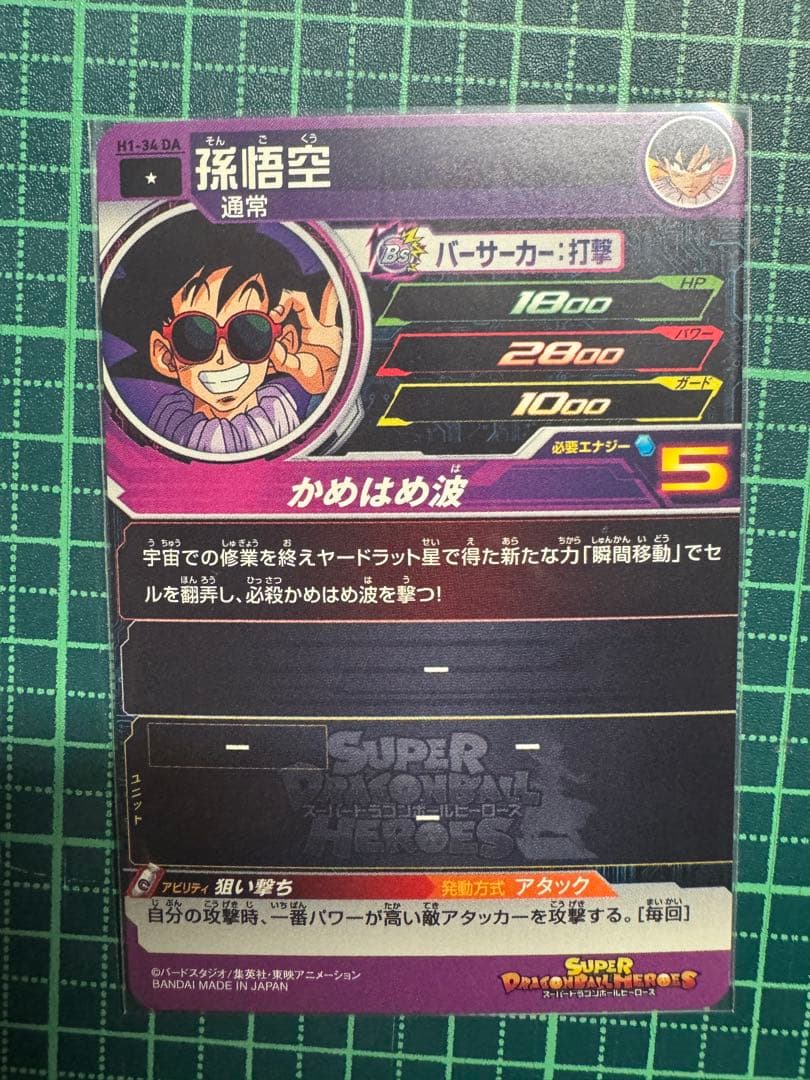 H1-34 DA
★
孫悟空
そんごくう
通常
Bs
バーサーカー:打撃
HP
1800
パワー
2800
ガード
1000
必要エナジー 5
かめはめ波
宇宙での修業を終えヤードラット星で得た新たな力「瞬間移動」でセ
ルを翻弄し、必殺かめはめ波を撃つ!
ー
ユニット
ー ー
ー
SUPER
DRAGONBALL
スーパードラゴンボールヒーローズ
HEROES
アビリティ 狙い撃ち 発動方式 アタック
自分の攻撃時、一番パワーが高い敵アタッカーを攻撃する。[毎回]
©バードスタジオ/集英社・東映アニメーション
BANDAI MADE IN JAPAN
SUPER
DRAGONBALL HEROES
スーパードラゴンボールヒーローズ